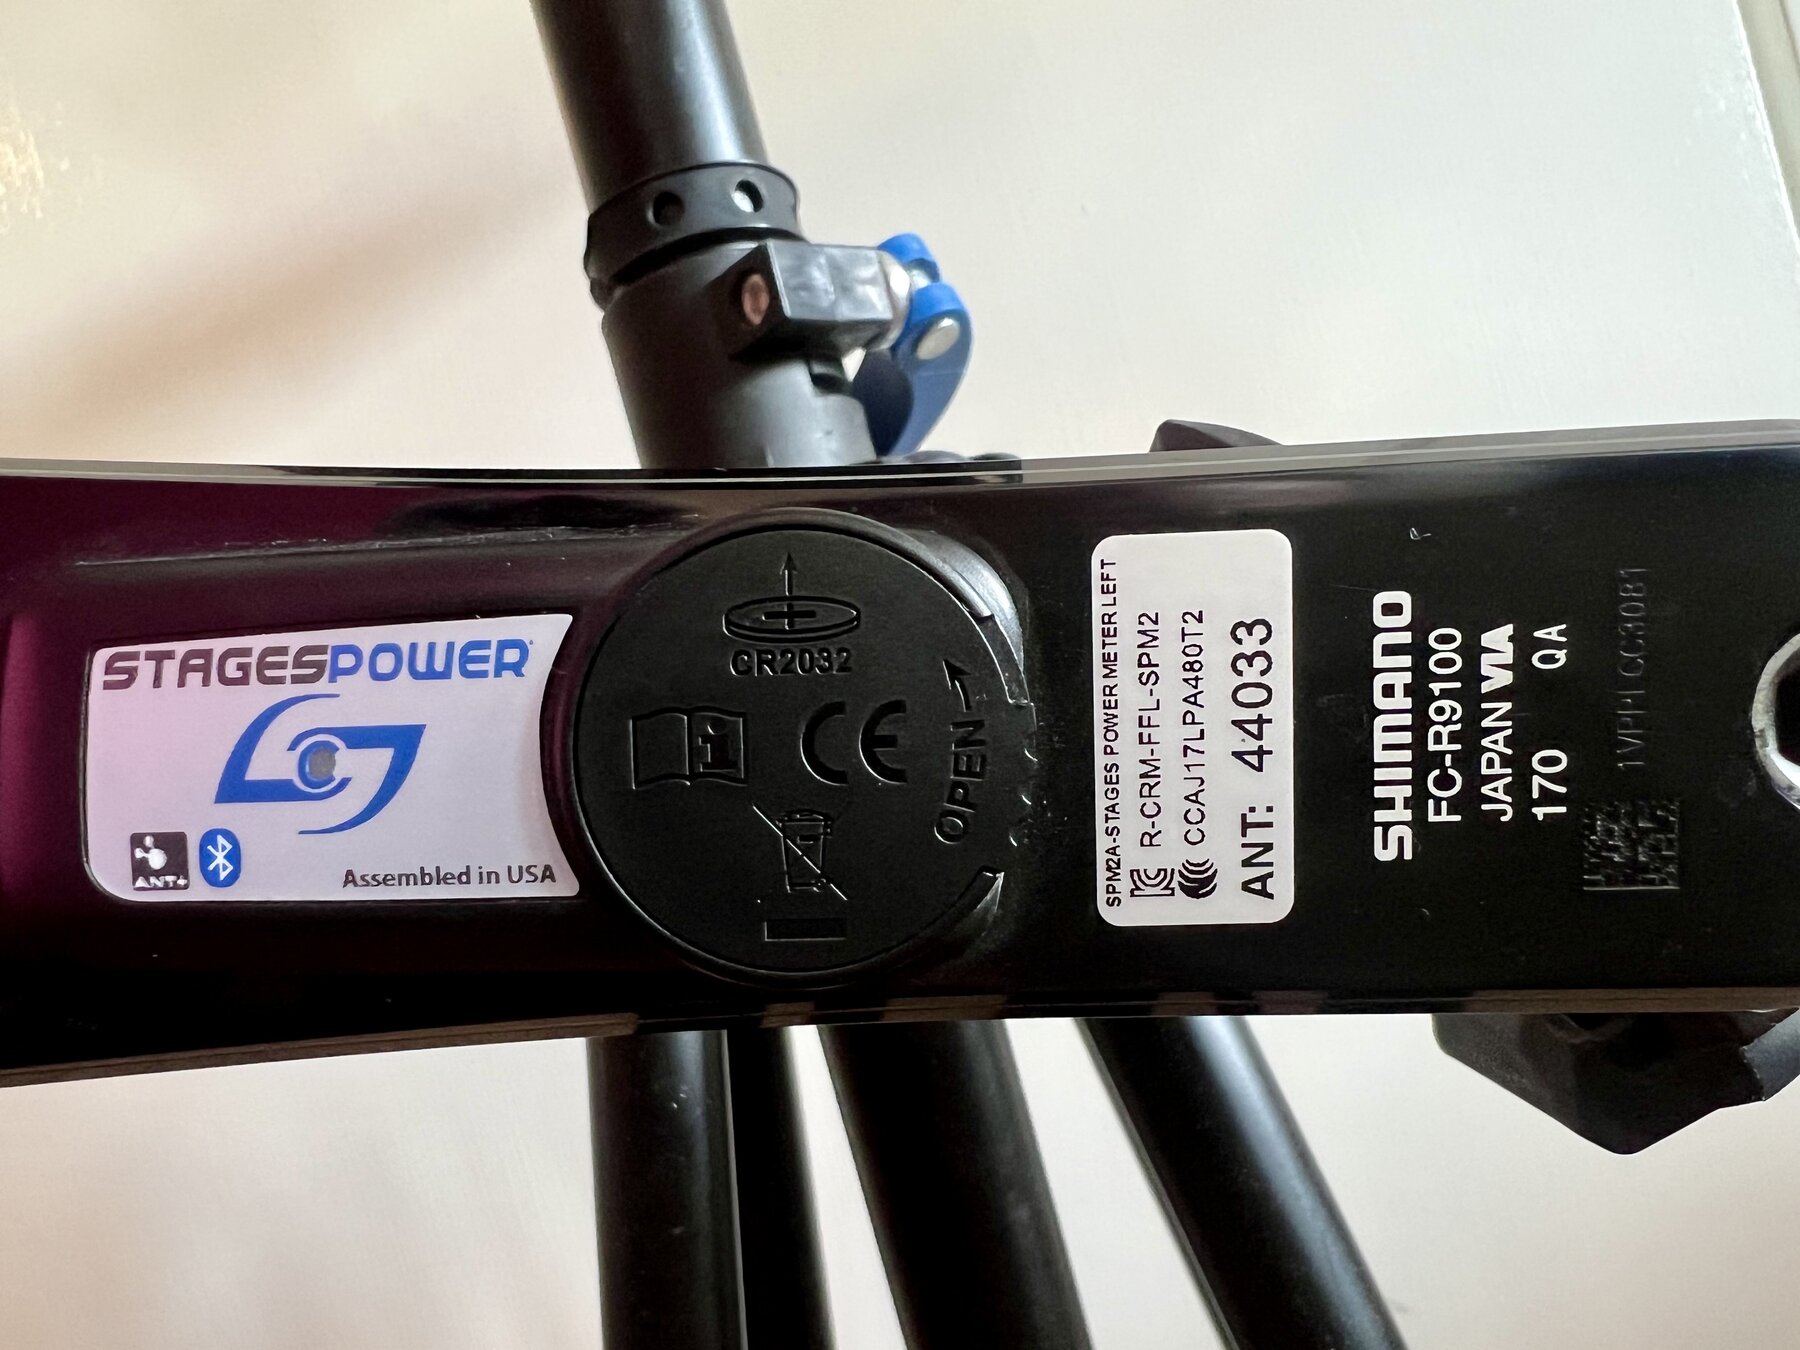 STAGESPOWER
ANT+
Assembled in USA
CR2032
CE
OPEN
SPM2A-STAGES POWER METER LEFT
R-CRM-FFL-SPM2
CCAJ17LPA480T2
ANT: 44033
SHIMANO
FC-R9100
JAPAN VIA
170 QA